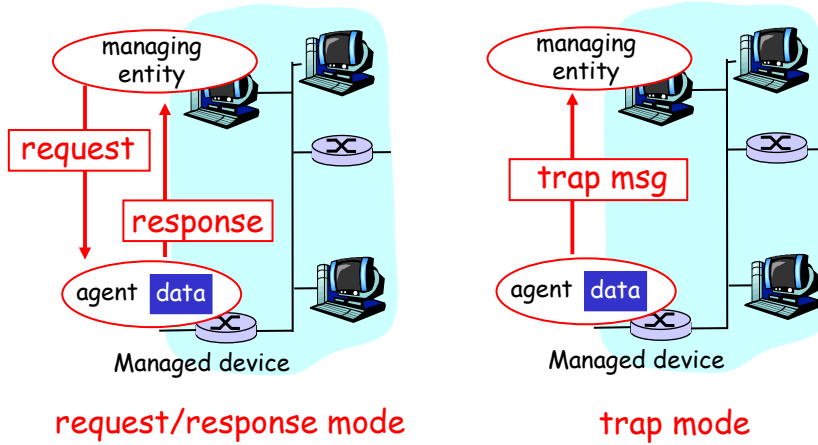 managing
entity
request
response
agent data
Managed device
request/response mode
managing
entity
trap msg
agent data
Managed device
trap mode